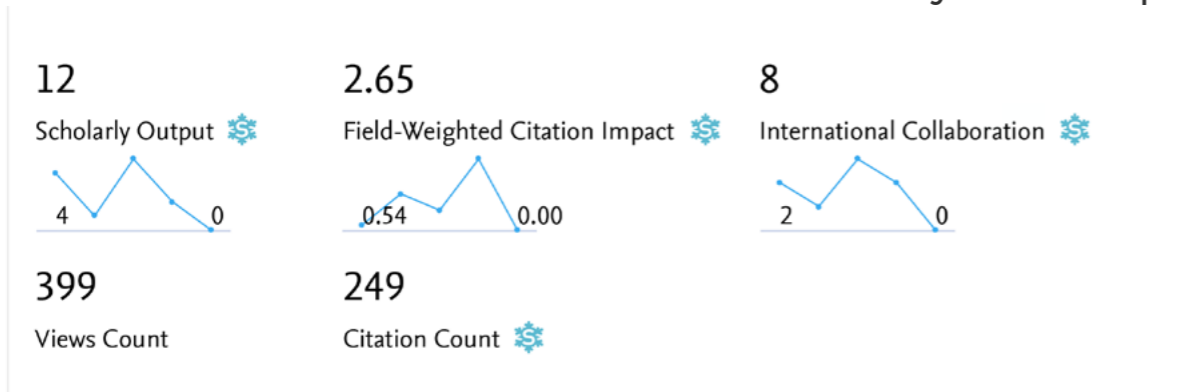 12
2.65
8
Scholarly Output
Field-Weighted Citation Impact
International Collaboration
4
0
0.54
0.00
2
0
399
249
Views Count
Citation Count